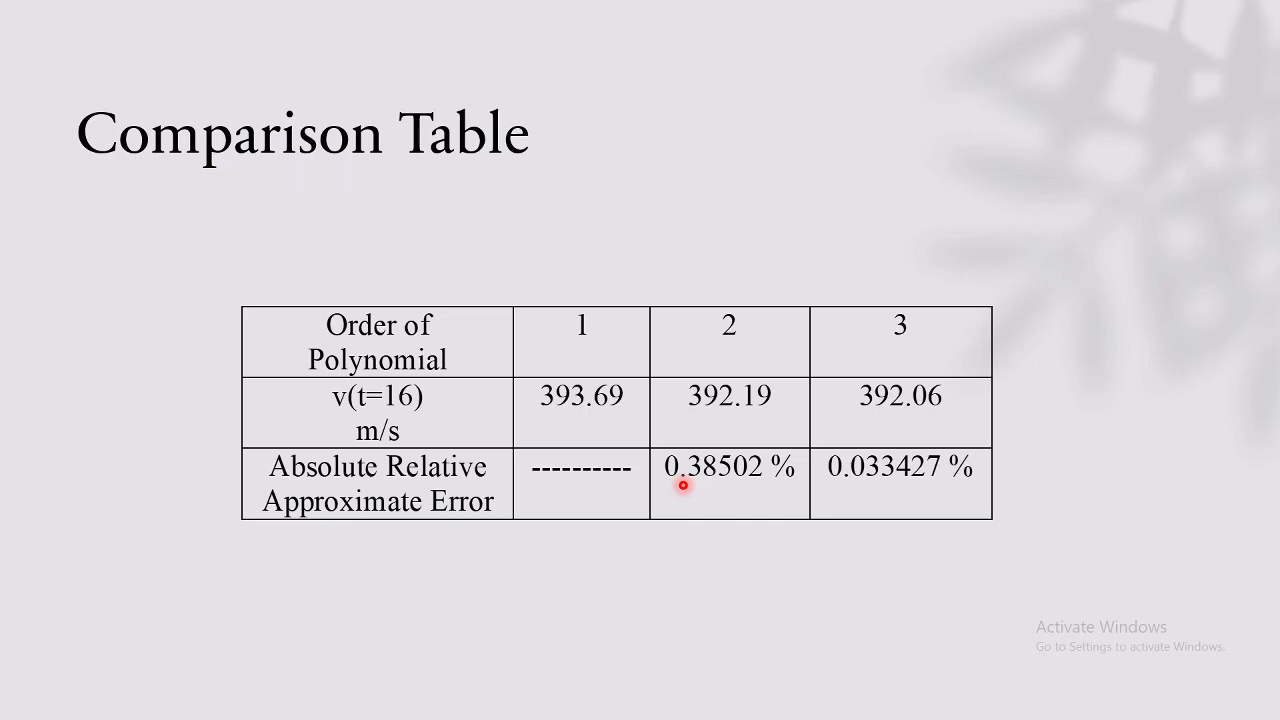 Comparison Table
Order of Polynomial 1 2 3
v(t=16) m/s 393.69 392.19 392.06
Absolute Relative Approximate Error ---------- 0.38502 % 0.033427 %
Activate Windows
Go to Settings to activate Windows.